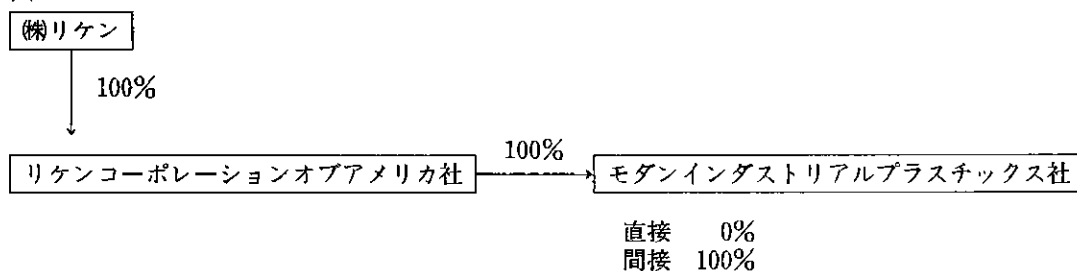 ㈱リケン
100%
100%
リケンコーポレーションオブアメリカ社
モダンインダストリアルプラスチックス社
直接 0%
間接 100%